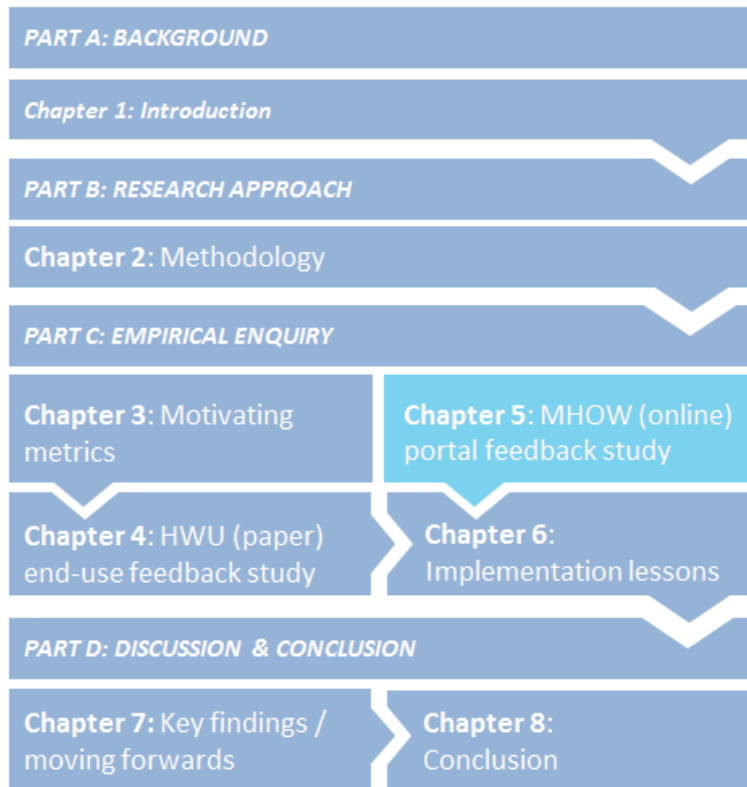 PART A: BACKGROUND
Chapter 1: Introduction
PART B: RESEARCH APPROACH
Chapter 2: Methodology
PART C: EMPIRICAL ENQUIRY
Chapter 3: Motivating
metrics
Chapter 5: MHOW (online)
portal feedback study
Chapter 4: HWU (paper)
end-use feedback study
Chapter 6:
Implementation lessons
PART D: DISCUSSION & CONCLUSION
Chapter 7: Key findings /
moving forwards
Chapter 8:
Conclusion